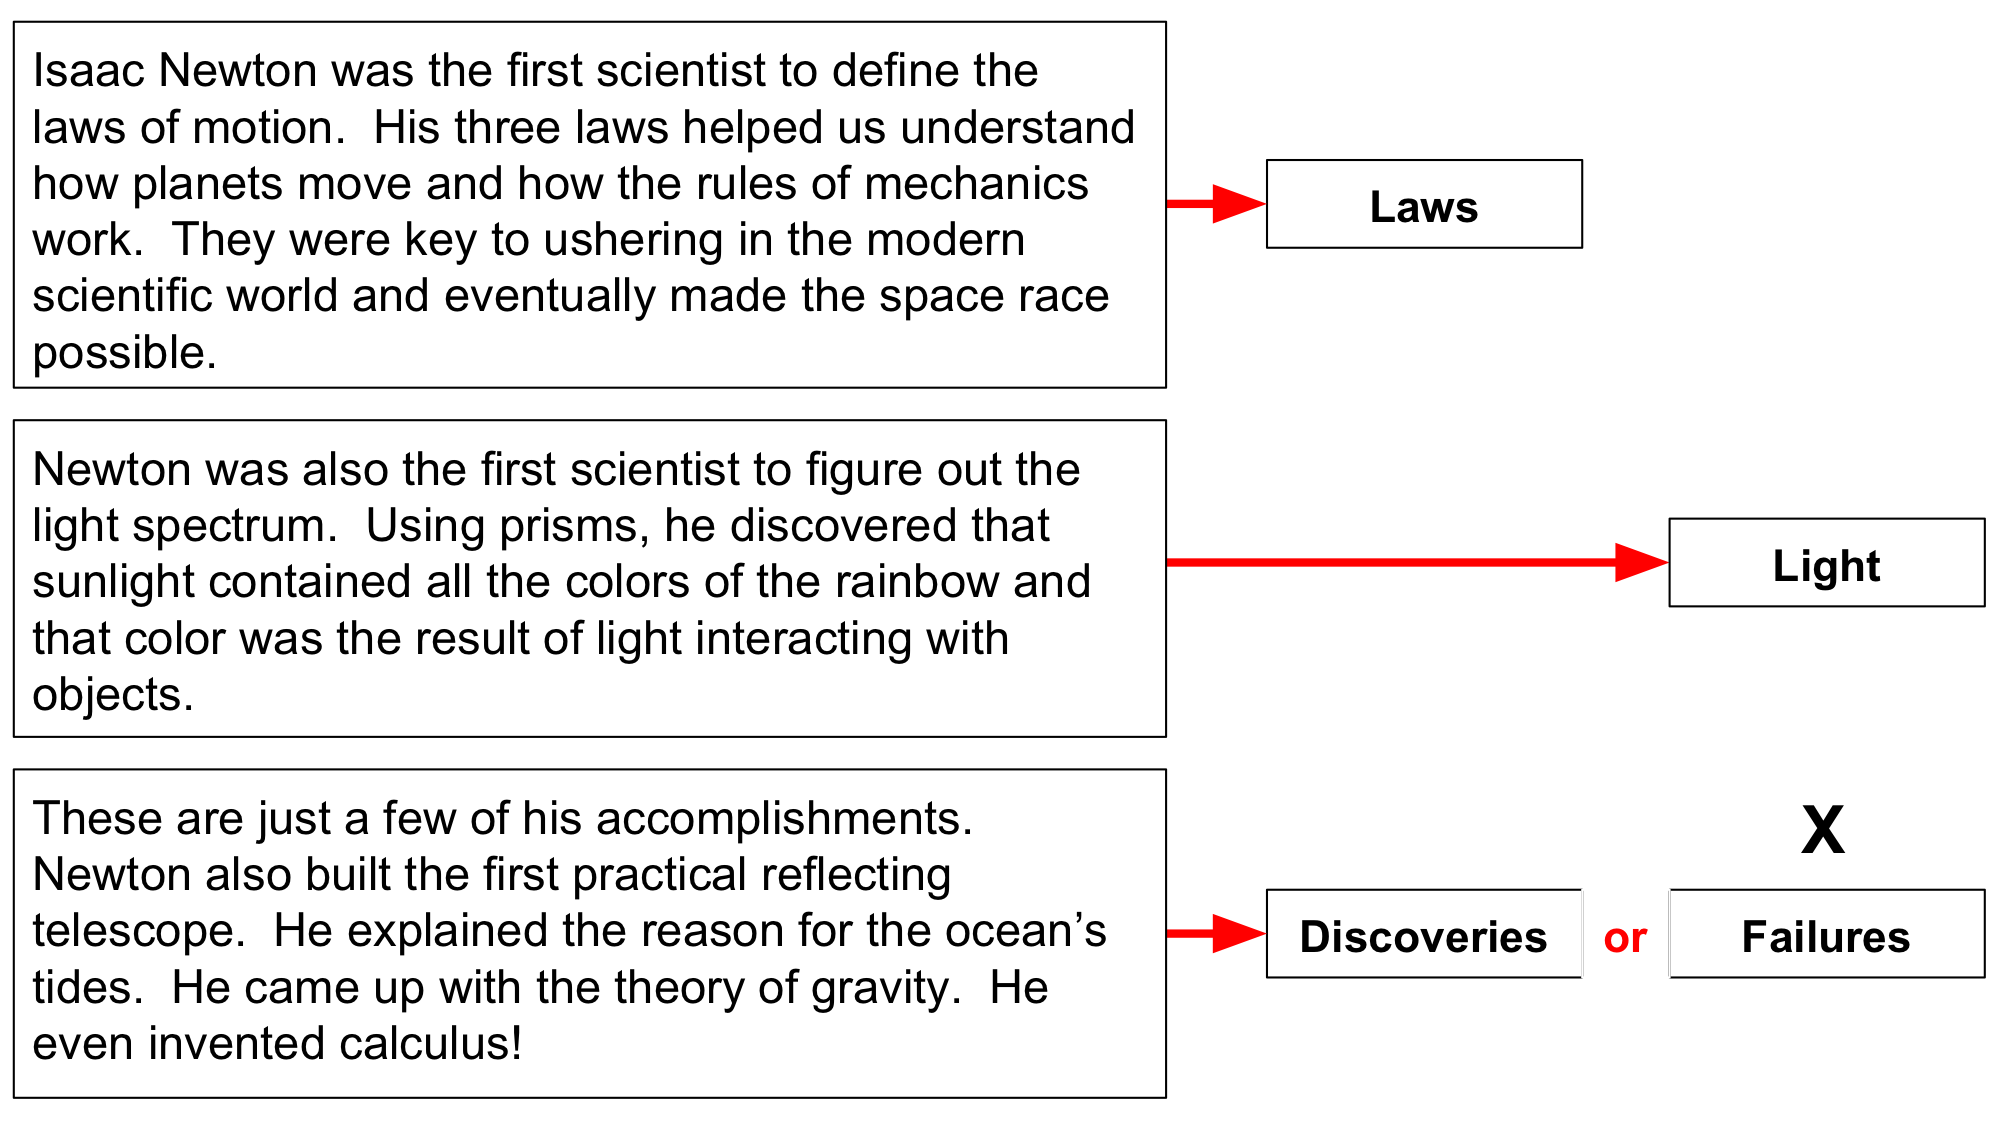 Isaac Newton was the first scientist to define the
laws of motion.  His three laws helped us understand
how planets move and how the rules of mechanics
work.  They were key to ushering in the modern
scientific world and eventually made the space race
possible.
Laws
Newton was also the first scientist to figure out the
light spectrum.  Using prisms, he discovered that
sunlight contained all the colors of the rainbow and
that color was the result of light interacting with
objects.
Light
These are just a few of his accomplishments.
Newton also built the first practical reflecting
telescope.  He explained the reason for the ocean’s
tides.  He came up with the theory of gravity.  He
even invented calculus!
X
Discoveries or Failures